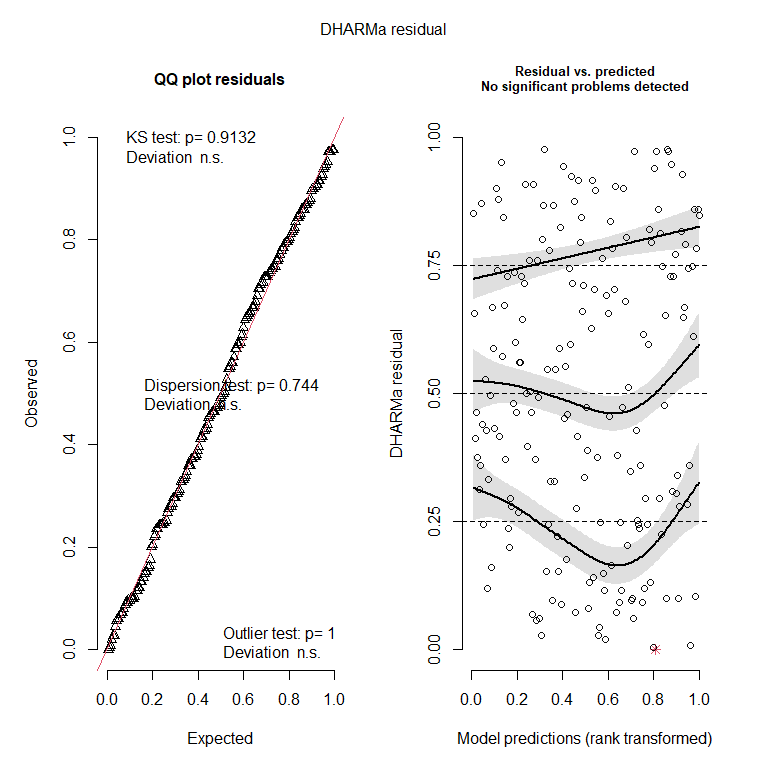 DHARMa residual
QQ plot residuals
KS test: p= 0.9132
Deviation n.s.
Dispersion test: p= 0.744
Deviation n.s.
Outlier test: p= 1
Deviation n.s.
Observed
0.0 0.2 0.4 0.6 0.8 1.0
0.0 0.2 0.4 0.6 0.8 1.0
Expected
Residual vs. predicted
No significant problems detected
DHARMa residual
0.00 0.25 0.50 0.75 1.00
0.0 0.2 0.4 0.6 0.8 1.0
Model predictions (rank transformed)